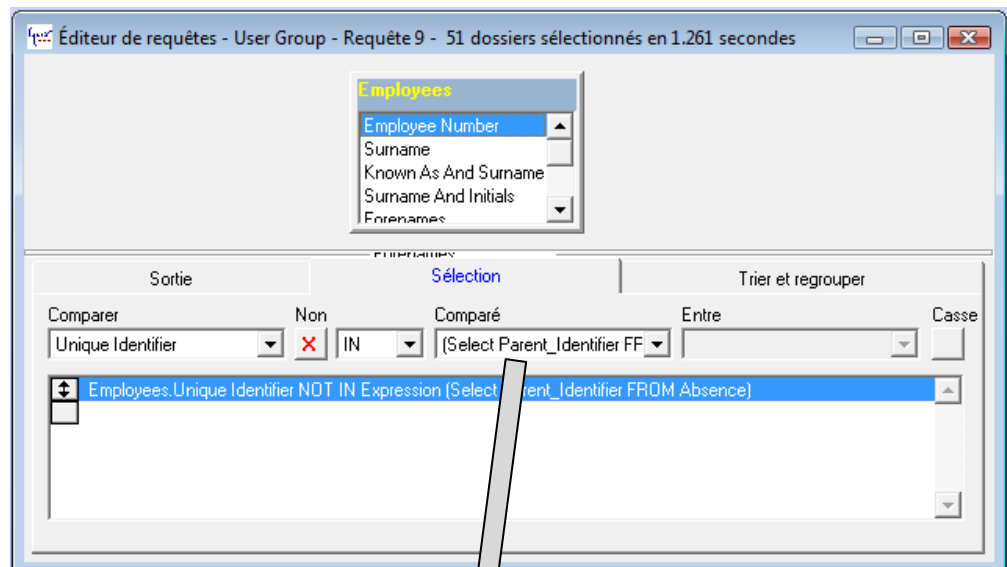 Éditeur de requêtes - User Group - Requête 9 - 51 dossiers sélectionnés en 1.261 secondes
Employees
Employee Number
Surname
Known As And Surname
Surname And Initials
Forenames
Sortie
Sélection
Trier et regrouper
Comparer
Non
Comparé
Entre
Casse
Unique Identifier
IN
(Select Parent_Identifier FF
Employees.Unique Identifier NOT IN Expression (Select Parent_Identifier FROM Absence)